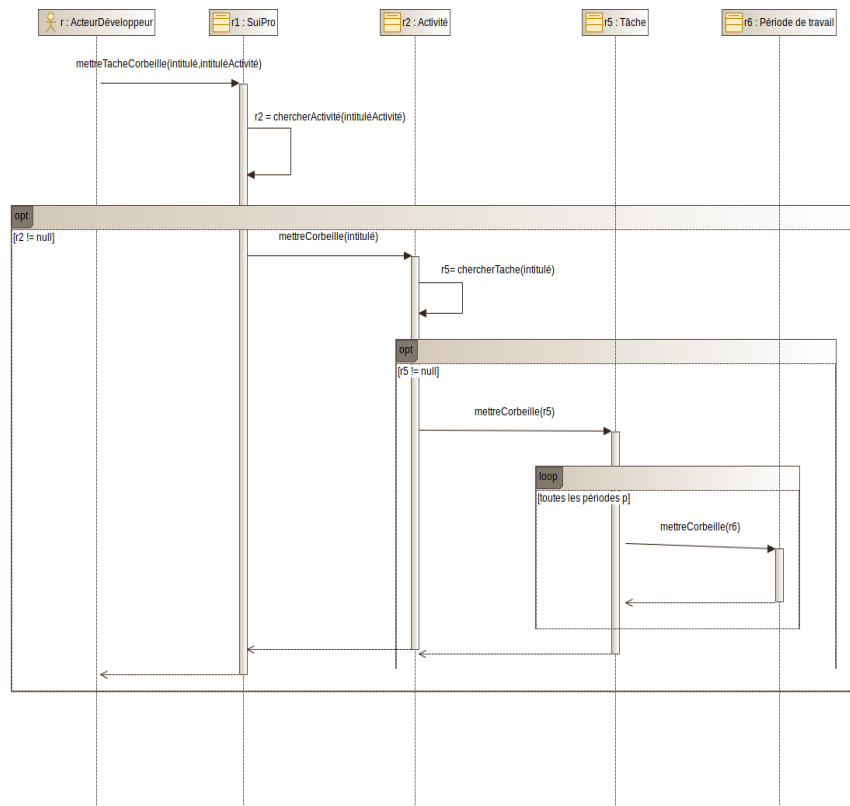 r : ActeurDéveloppeur
r1 : SuiPro
r2 : Activité
r5 : Tâche
r6 : Période de travail
mettreTacheCorbeille(intitulé,intituléActivité)
r2 = chercherActivité(intituléActivité)
opt
[r2 != null]
mettreCorbeille(intitulé)
r5= chercherTache(intitulé)
opt
[r5 != null]
mettreCorbeille(r5)
loop
[toutes les périodes p]
mettreCorbeille(r6)